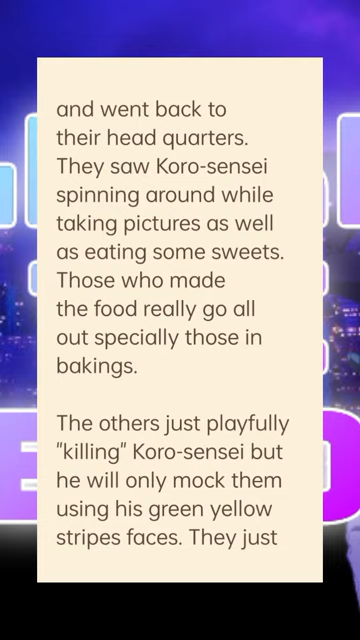 and went back to
their head quarters.
They saw Koro-sensei
spinning around while
taking pictures as well
as eating some sweets.
Those who made
the food really go all
out specially those in
bakings.
The others just playfully
"killing" Koro-sensei but
he will only mock them
using his green yellow
stripes faces. They just